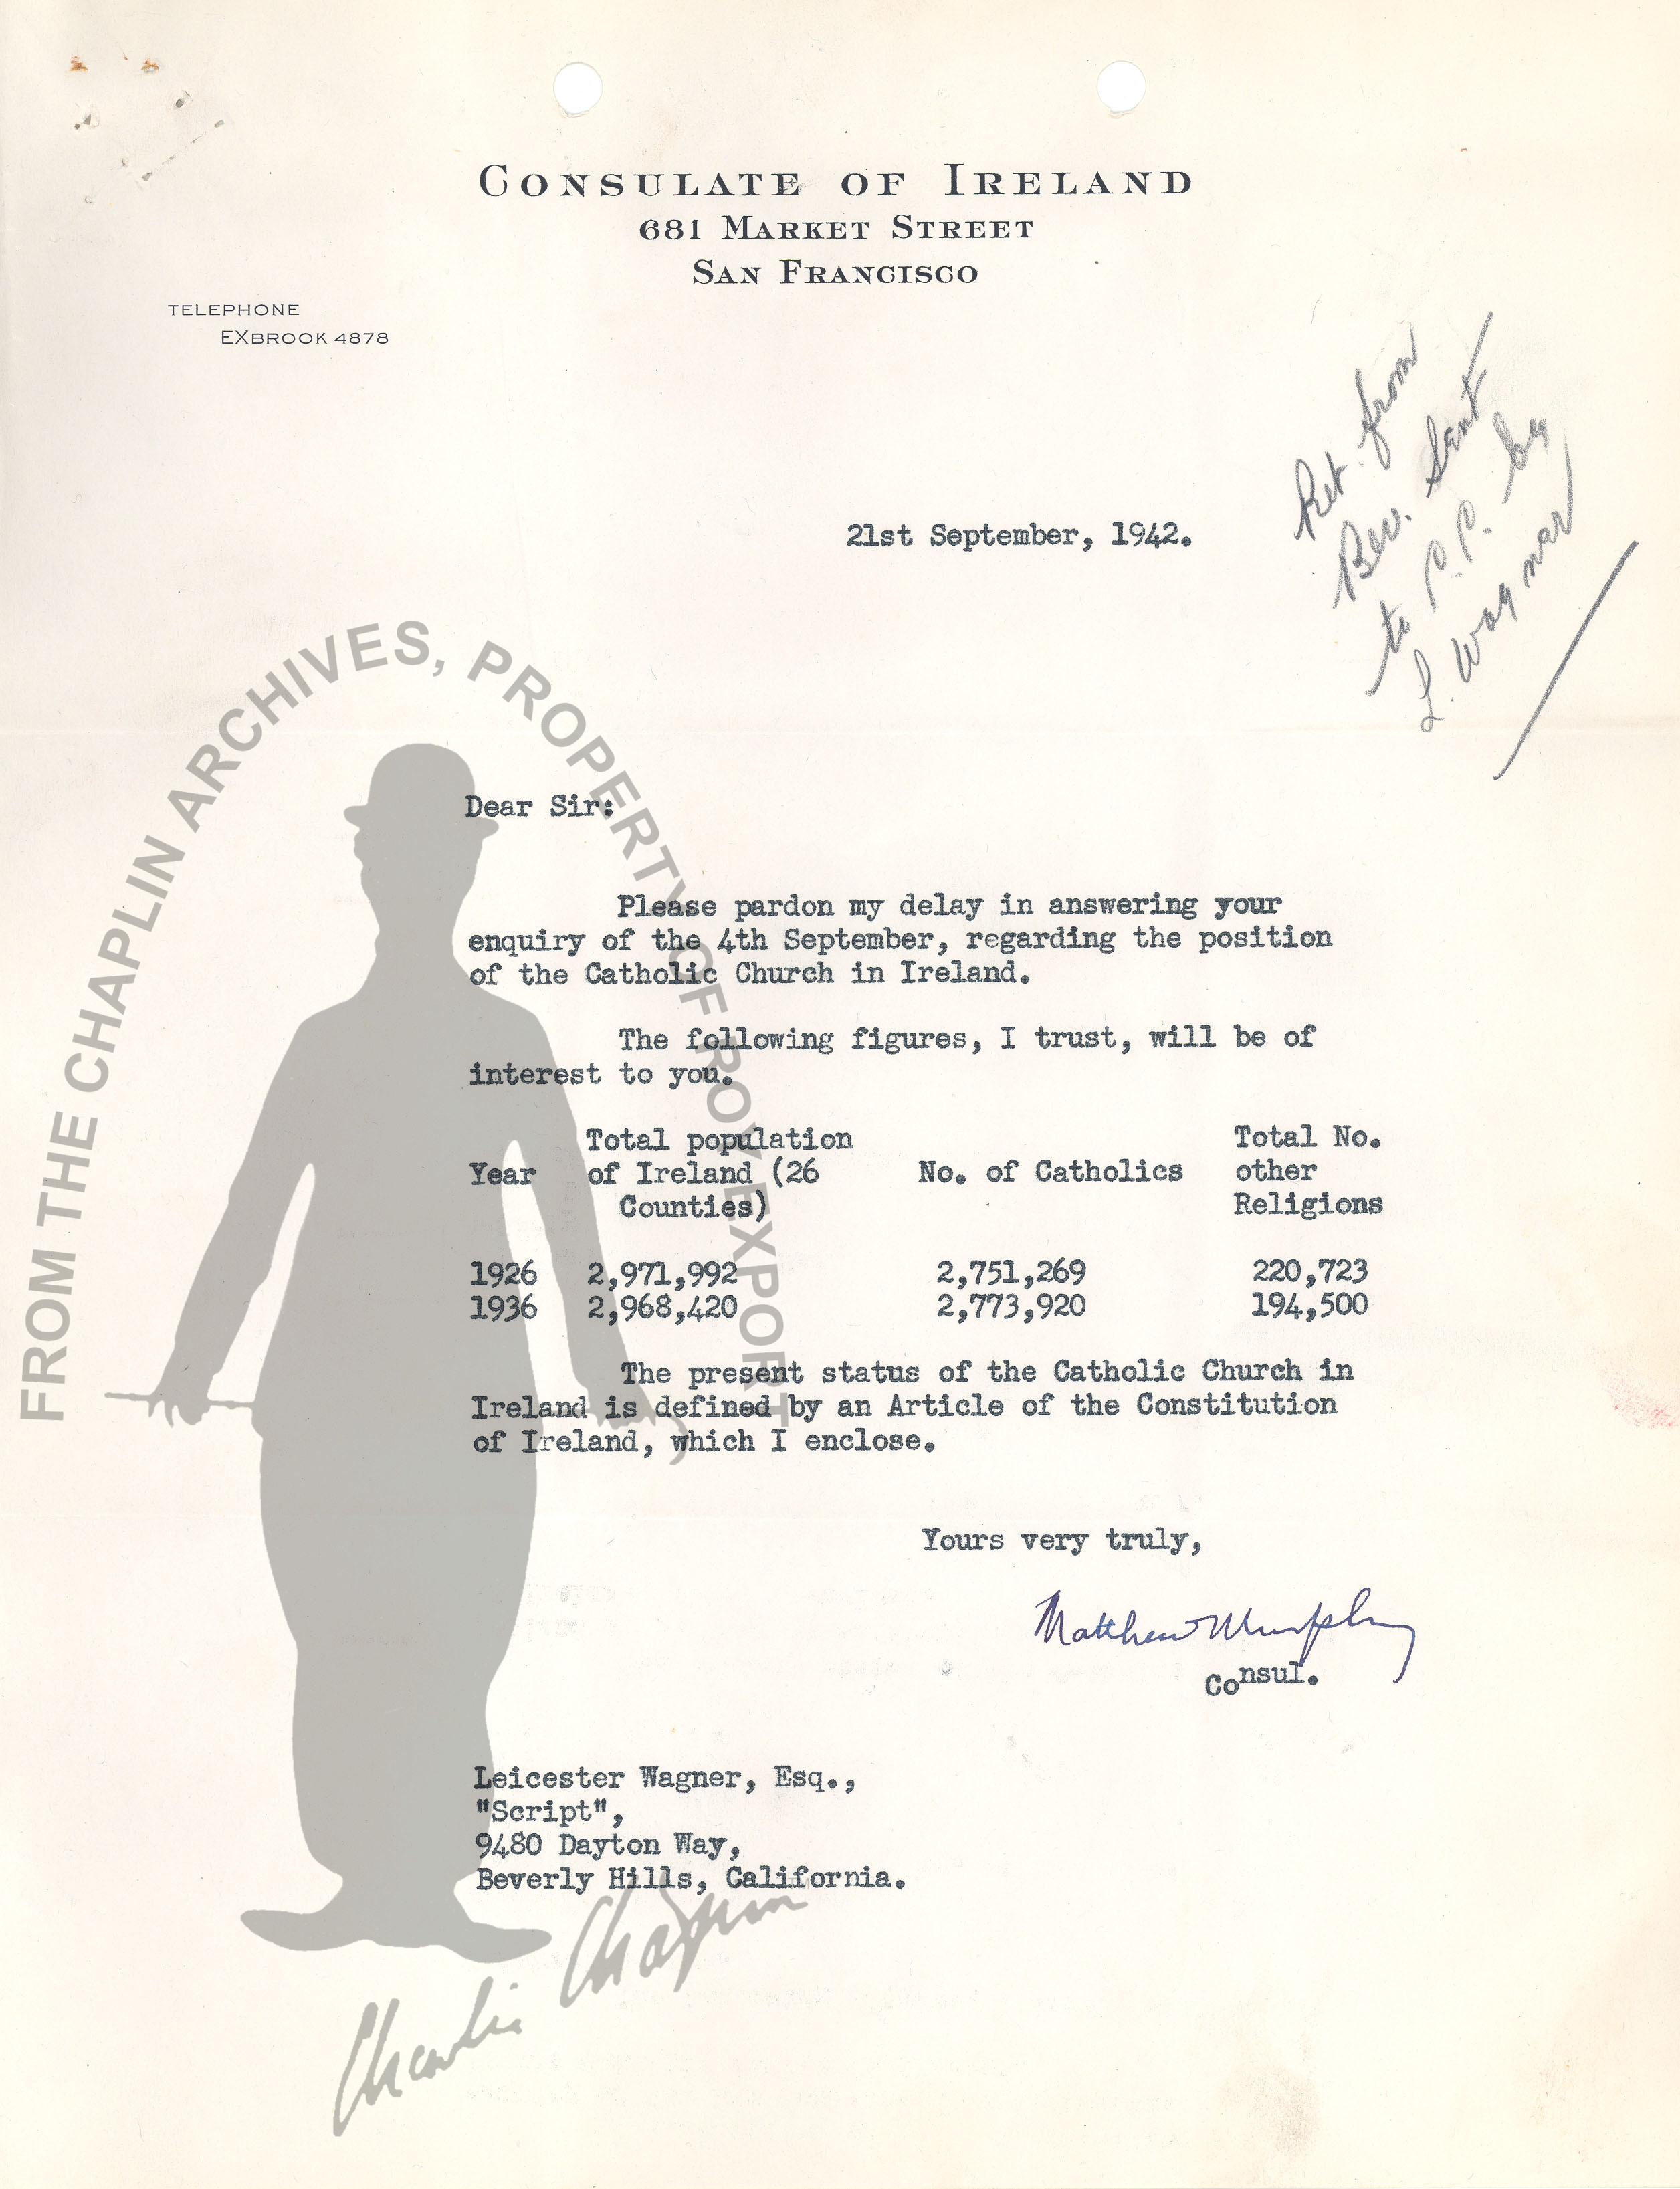 CONSULATE OF IRELAND
681 MARKET STREET
SAN FRANCISCO
TELEPHONE
EXBROOK 4878
Ret. from
Bev. Sent
to P.P. by
L. Wagner
21st September, 1942.
FROM THE CHAPLIN ARCHIVES, PROPERTY OF ROY EXPORT
Dear Sir:
Please pardon my delay in answering your
enquiry of the 4th September, regarding the position
of the Catholic Church in Ireland.
The following figures, I trust, will be of
interest to you.
Total population Total No.
Year of Ireland (26 No. of Catholics other
Counties) Religions
1926 2,971,992 2,751,269 220,723
1936 2,968,420 2,773,920 194,500
The present status of the Catholic Church in
Ireland is defined by an Article of the Constitution
of Ireland, which I enclose.
Yours very truly,
Matthew Murphy
Consul.
Leicester Wagner, Esq.,
"Script",
9480 Dayton Way,
Beverly Hills, California.
Charlie Chaplin